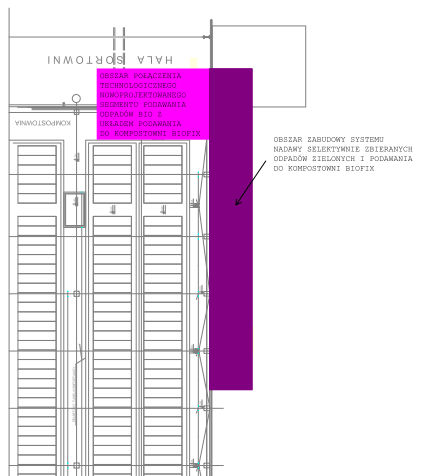 HALA SORTOWNI
OBSZAR POŁĄCZENIA
TECHNOLOGICZNEGO
NOWOPROJEKTOWANEGO
SEGMENTU PODAWANIA
ODPADÓW BIO Z
UKŁADEM PODAWANIA
DO KOMPOSTOWNI BIOFIX
KOMPOSTOWNIA
OBSZAR ZABUDOWY SYSTEMU
NADAWY SELEKTYWNIE ZBIERANYCH
ODPADÓW ZIELONYCH I PODAWANIA
DO KOMPOSTOWNI BIOFIX